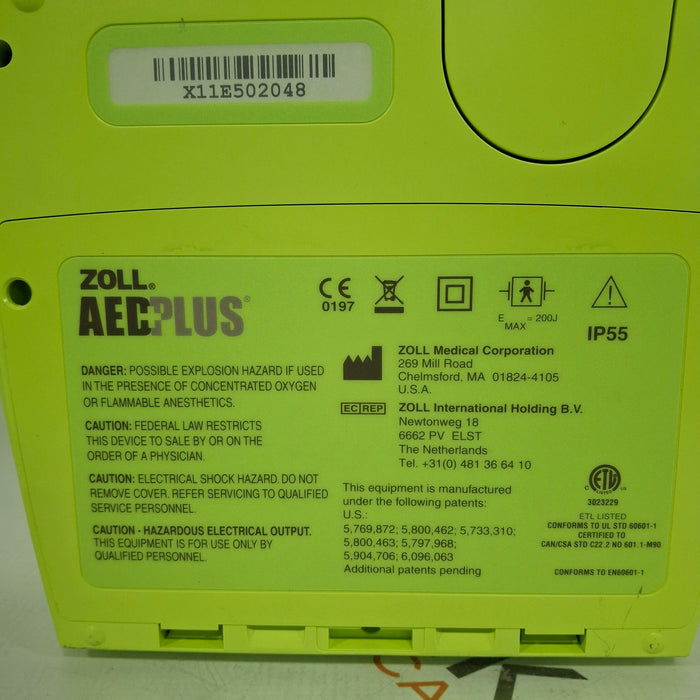 X11E502048
ZOLL®
AEDPLUS®
CE
0197
E MAX = 200J
IP55
DANGER: POSSIBLE EXPLOSION HAZARD IF USED
IN THE PRESENCE OF CONCENTRATED OXYGEN
OR FLAMMABLE ANESTHETICS.
CAUTION: FEDERAL LAW RESTRICTS
THIS DEVICE TO SALE BY OR ON THE
ORDER OF A PHYSICIAN.
CAUTION: ELECTRICAL SHOCK HAZARD. DO NOT
REMOVE COVER. REFER SERVICING TO QUALIFIED
SERVICE PERSONNEL.
CAUTION - HAZARDOUS ELECTRICAL OUTPUT.
THIS EQUIPMENT IS FOR USE ONLY BY
QUALIFIED PERSONNEL.
ZOLL Medical Corporation
269 Mill Road
Chelmsford, MA 01824-4105
U.S.A.
EC REP
ZOLL International Holding B.V.
Newtonweg 18
6662 PV ELST
The Netherlands
Tel. +31(0) 481 36 64 10
This equipment is manufactured
under the following patents:
U.S.:
5,769,872; 5,800,462; 5,733,310;
5,800,463; 5,797,968;
5,904,706; 6,096,063
Additional patents pending
C ETL US
LISTED
3023229
ETL LISTED
CONFORMS TO UL STD 60601-1
CERTIFIED TO
CAN/CSA STD C22.2 NO 601.1-M90
CONFORMS TO EN60601-1
CA